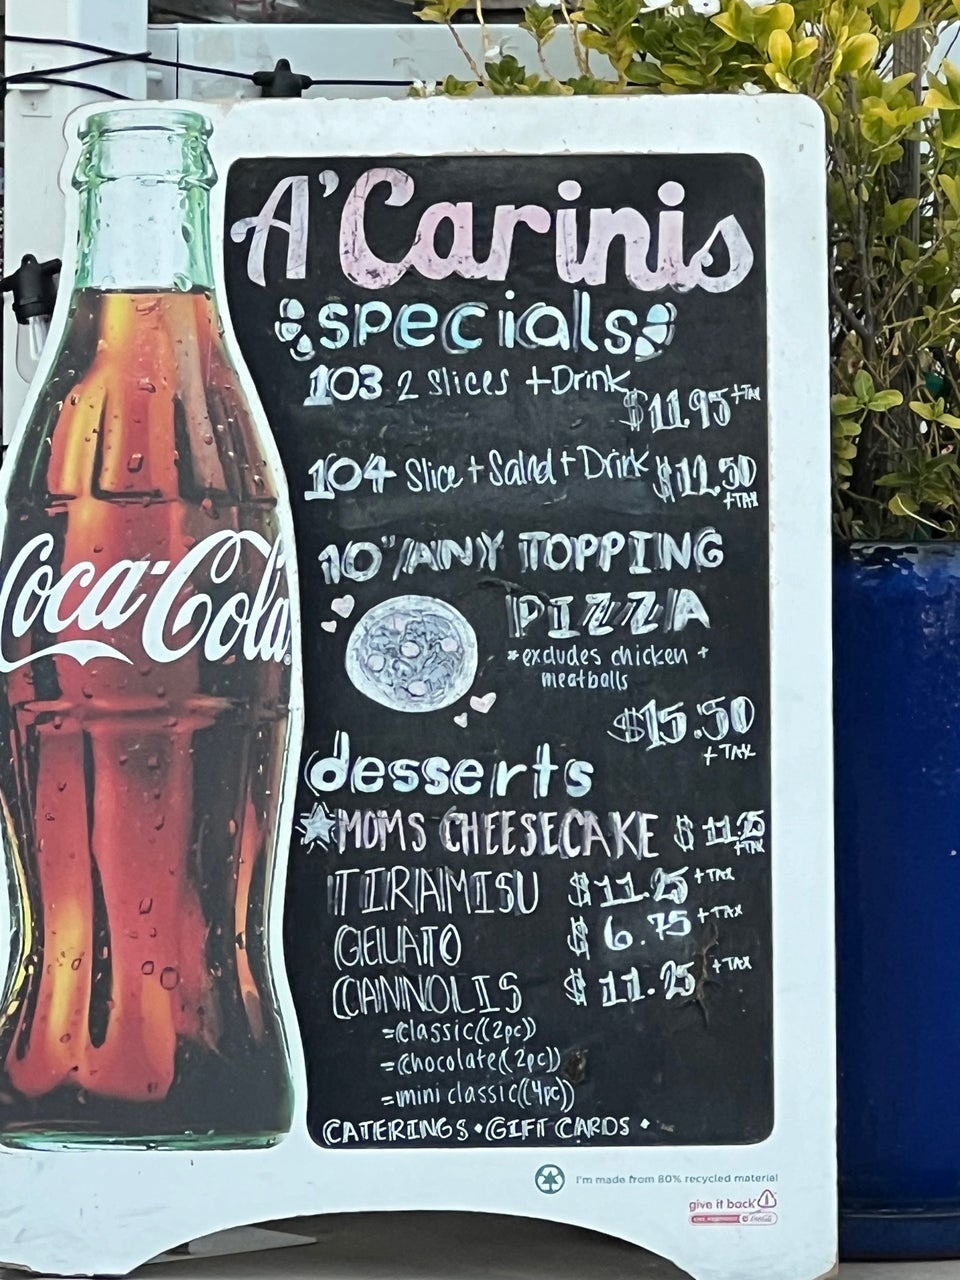 A'Carinis
specials
103 2 Slices + Drink
$11.95 + TAX
104 Slice + Salad + Drink $12.50
+ TAX
10"/ANY TOPPING
PIZZA
*excludes chicken +
meatballs
$15.50
+ TAX
desserts
MOMS CHEESECAKE $ 11.25
+ TAX
TIRAMISU $11.25 + TAX
GELATO $ 6.75 + TAX
CANNOLIS $ 11.25 + TAX
=Classic((2pc))
=Chocolate((2pc))
=mini classic((4pc))
CATERINGS • GIFT CARDS •
Coca-Cola
I'm made from 80% recycled material
give it back